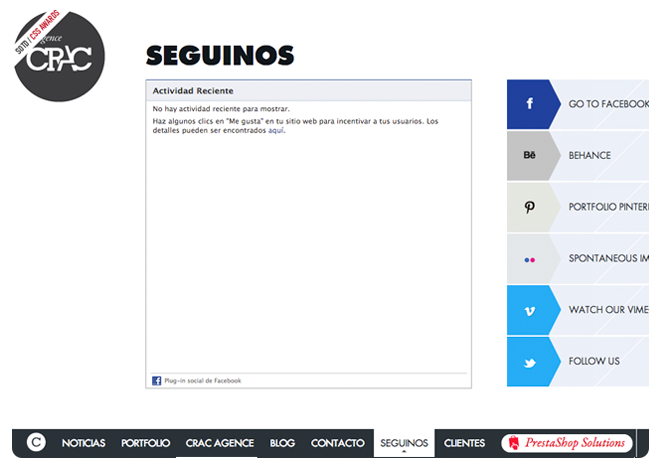 SOTD / CSS AWARDS
CRAC
SEGUINOS
Actividad Reciente
No hay actividad reciente para mostrar.
Haz algunos clics en "Me gusta" en tu sitio web para incentivar a tus usuarios. Los
detalles pueden ser encontrados aquí.
Plug-in social de Facebook
f GO TO FACEBOOK
Bē BEHANCE
PORTFOLIO PINTER
SPONTANEOUS IM
WATCH OUR VIME
FOLLOW US
C NOTICIAS PORTFOLIO CRAC AGENCE BLOG CONTACTO SEGUINOS CLIENTES PrestaShop Solutions